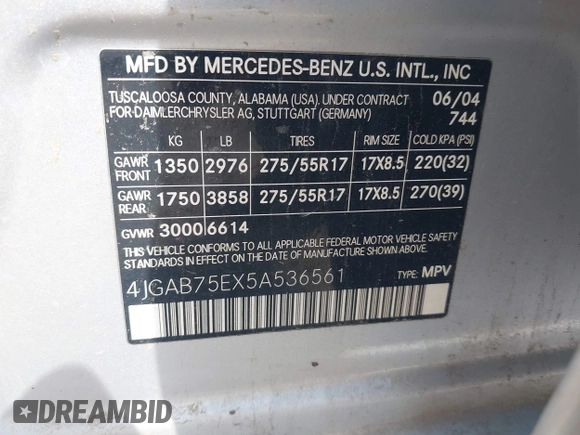 MFD BY MERCEDES-BENZ U.S. INTL., INC
TUSCALOOSA COUNTY, ALABAMA (USA). UNDER CONTRACT 06/04
FOR DAIMLERCHRYSLER AG, STUTTGART (GERMANY) 744
KG LB TIRES RIM SIZE COLD KPA (PSI)
GAWR FRONT 1350 2976 275/55R17 17X8.5 220(32)
GAWR REAR 1750 3858 275/55R17 17X8.5 270(39)
GVWR 3000 6614
THIS VEHICLE CONFORMS TO ALL APPLICABLE FEDERAL MOTOR VEHICLE SAFETY
STANDARDS IN EFFECT ON THE DATE OF MANUFACTURE SHOWN ABOVE.
4JGAB75EX5A536561 TYPE: MPV
DREAMBID